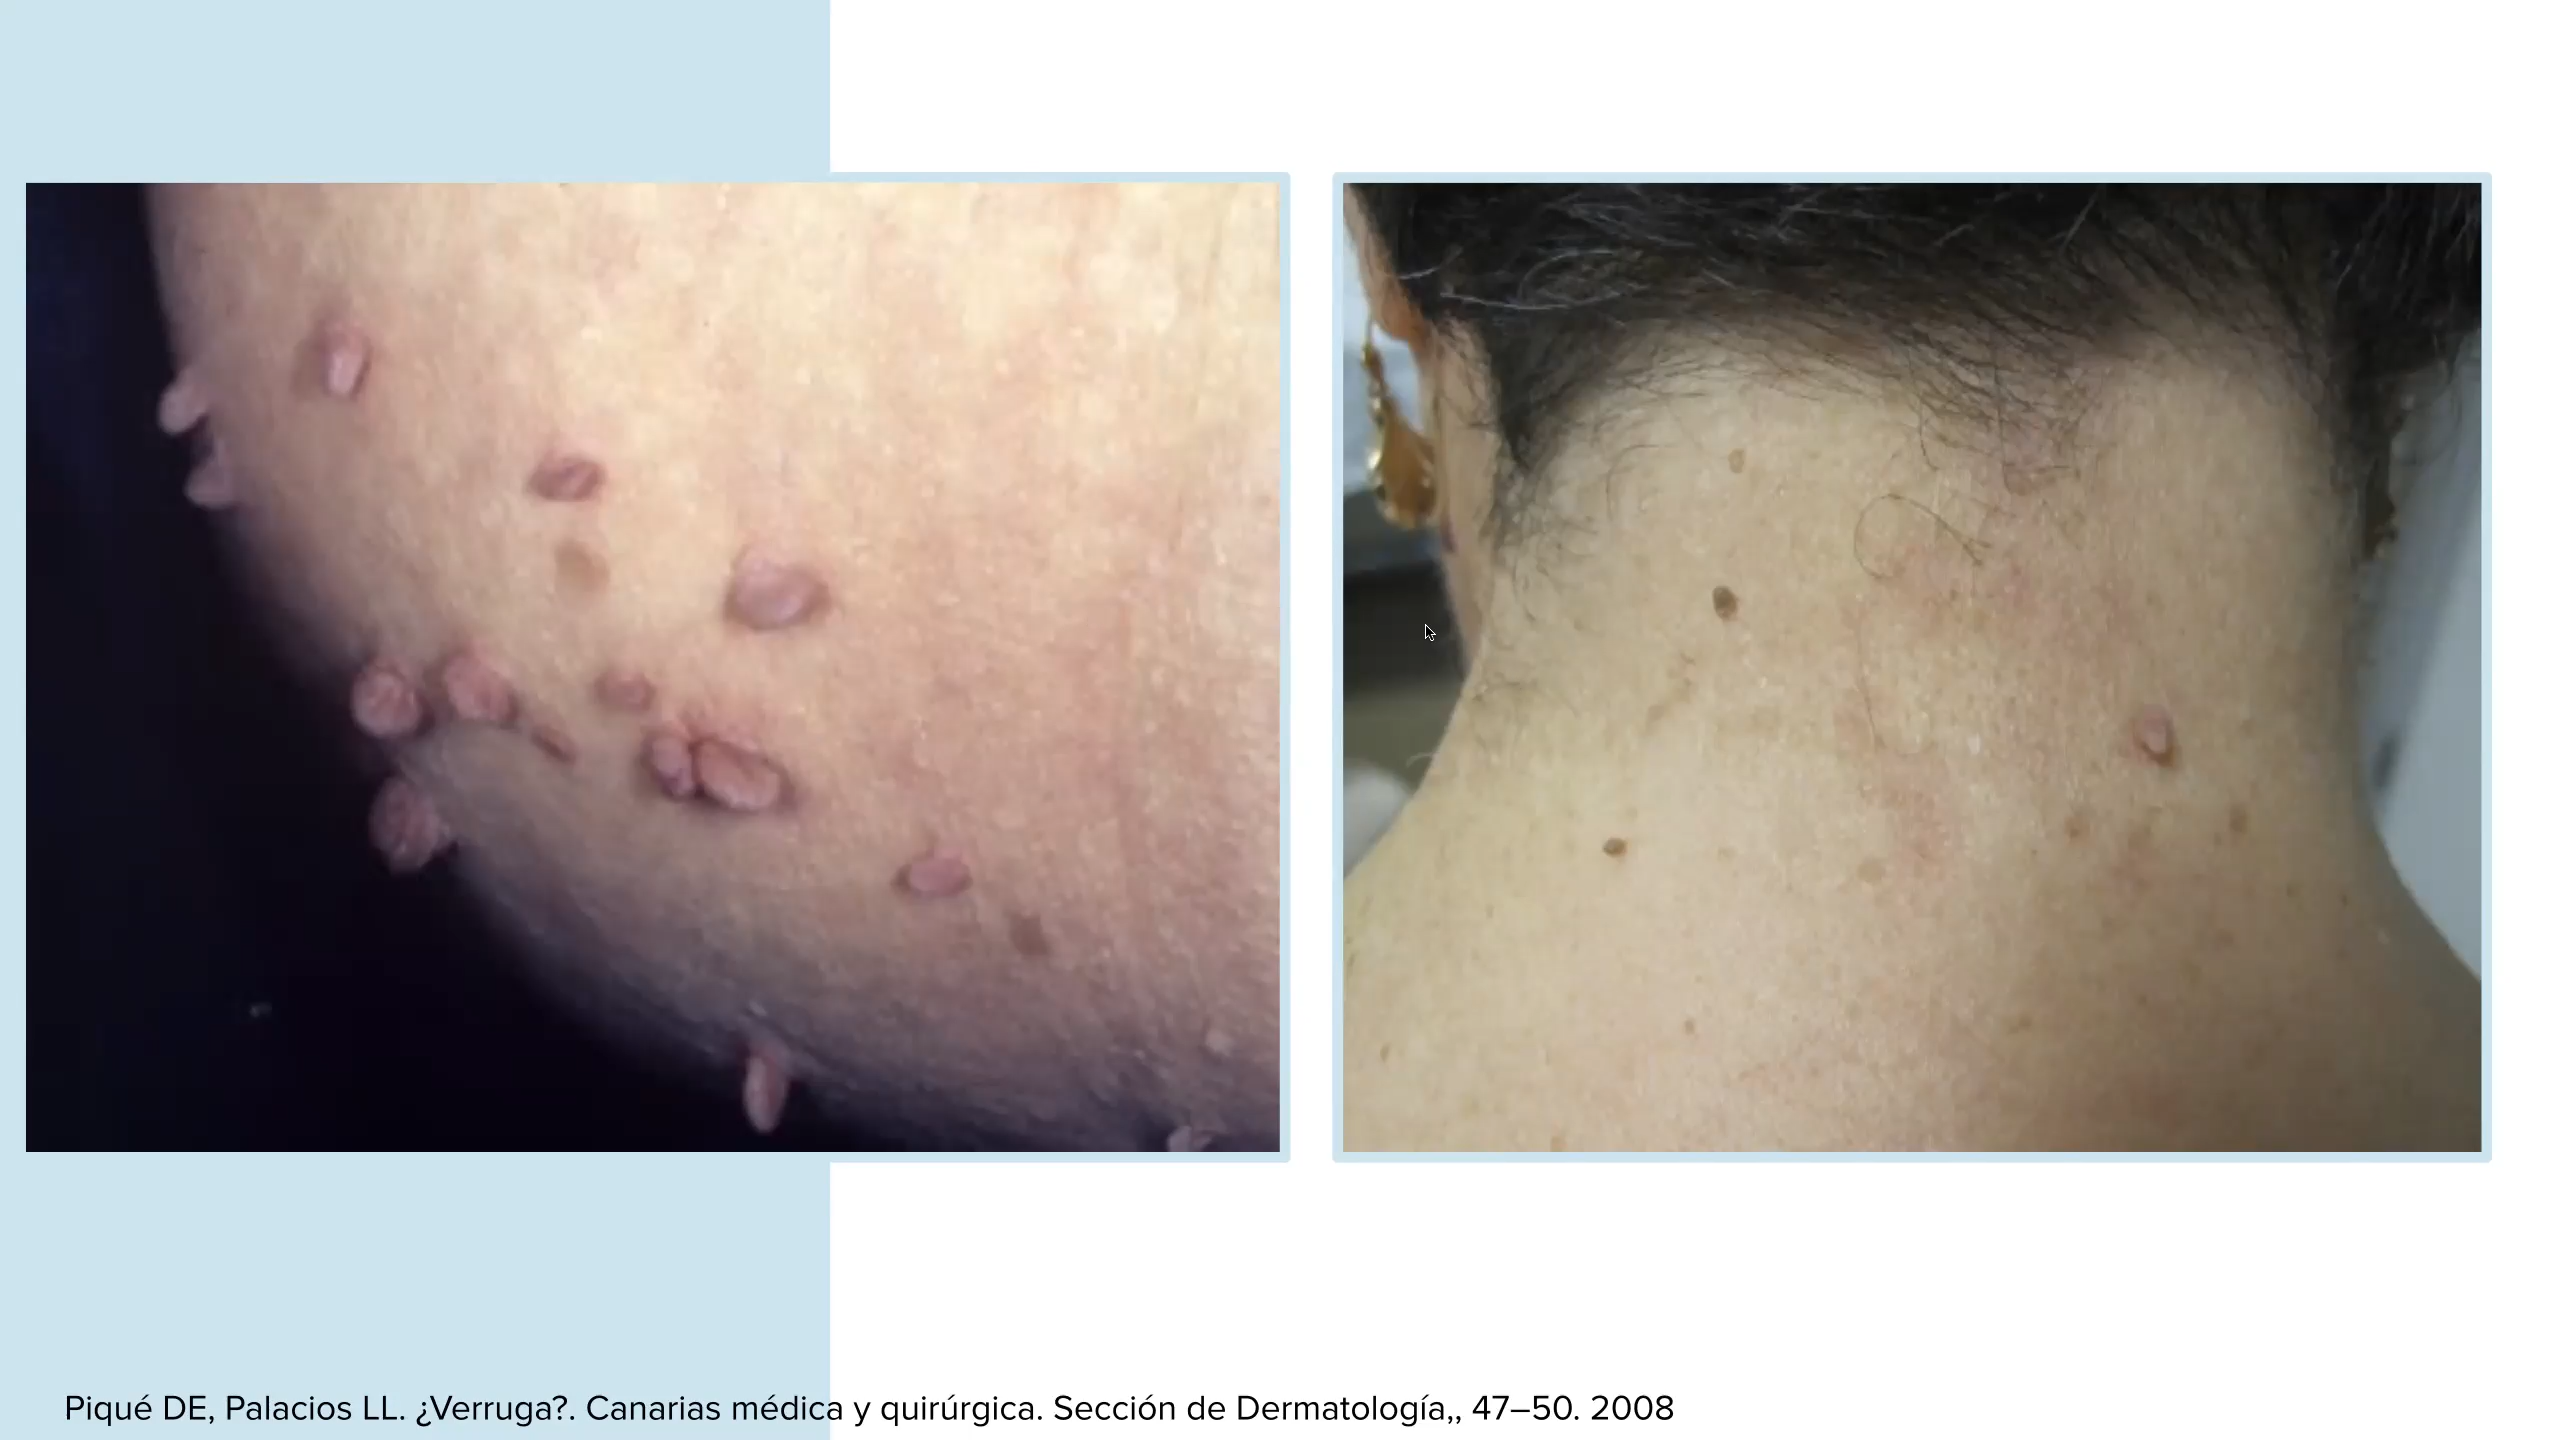 Piqué DE, Palacios LL. ¿Verruga?. Canarias médica y quirúrgica. Sección de Dermatología,, 47–50. 2008